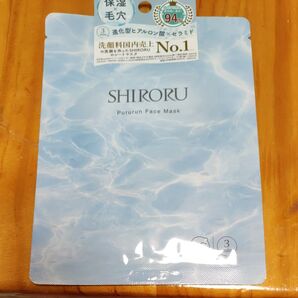 保湿
毛穴
94
進化型ヒアルロン酸×セラミド
洗顔料国内売上
No.1
SHIRORU
Pururun Face Mask
3